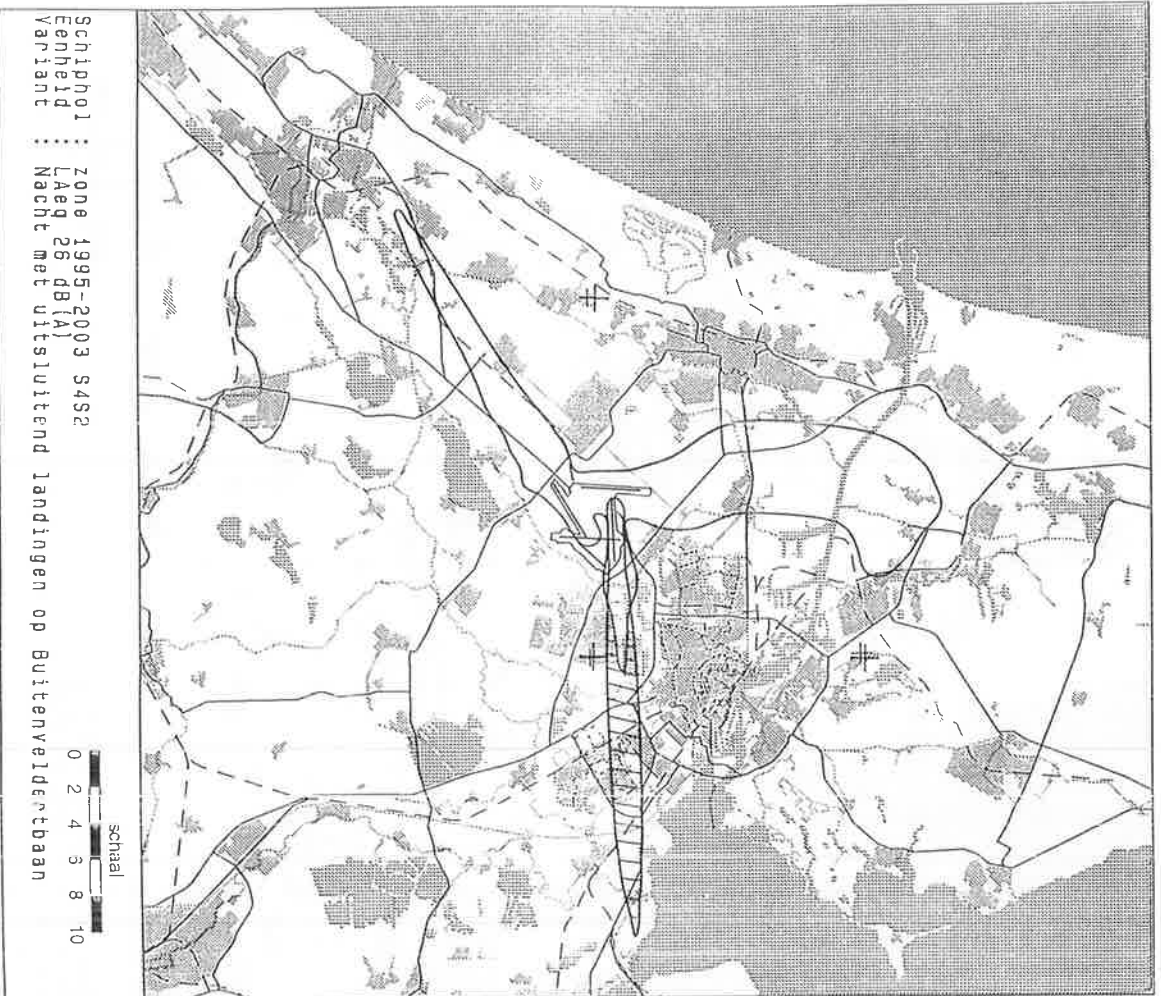 Schiphol : zone 1995-2003 S4S2
Eenheid : LAeq 26 dB(A)
Variant : Nacht met uitsluitend landingen op Buitenveldertbaan
schaal
0 2 4 6 8 10